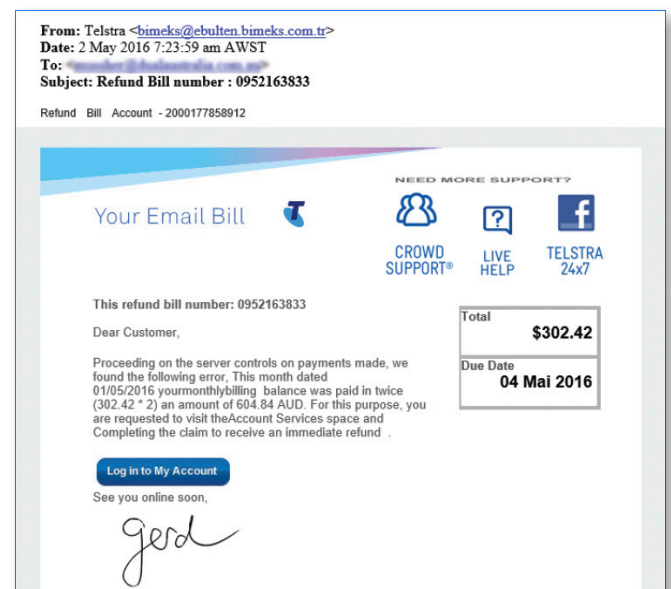 From: Telstra <bimeks@ebulten.bimeks.com.tr>
Date: 2 May 2016 7:23:59 am AWST
To:
Subject: Refund Bill number : 0952163833
Refund Bill Account - 2000177858912
NEED MORE SUPPORT?
Your Email Bill
CROWD SUPPORT®
LIVE HELP
TELSTRA 24x7
This refund bill number: 0952163833
Dear Customer,
Proceeding on the server controls on payments made, we
found the following error, This month dated
01/05/2016 yourmonthlybilling balance was paid in twice
(302.42 * 2) an amount of 604.84 AUD. For this purpose, you
are requested to visit theAccount Services space and
Completing the claim to receive an immediate refund .
Total
$302.42
Due Date
04 Mai 2016
Log in to My Account
See you online soon,
gerd